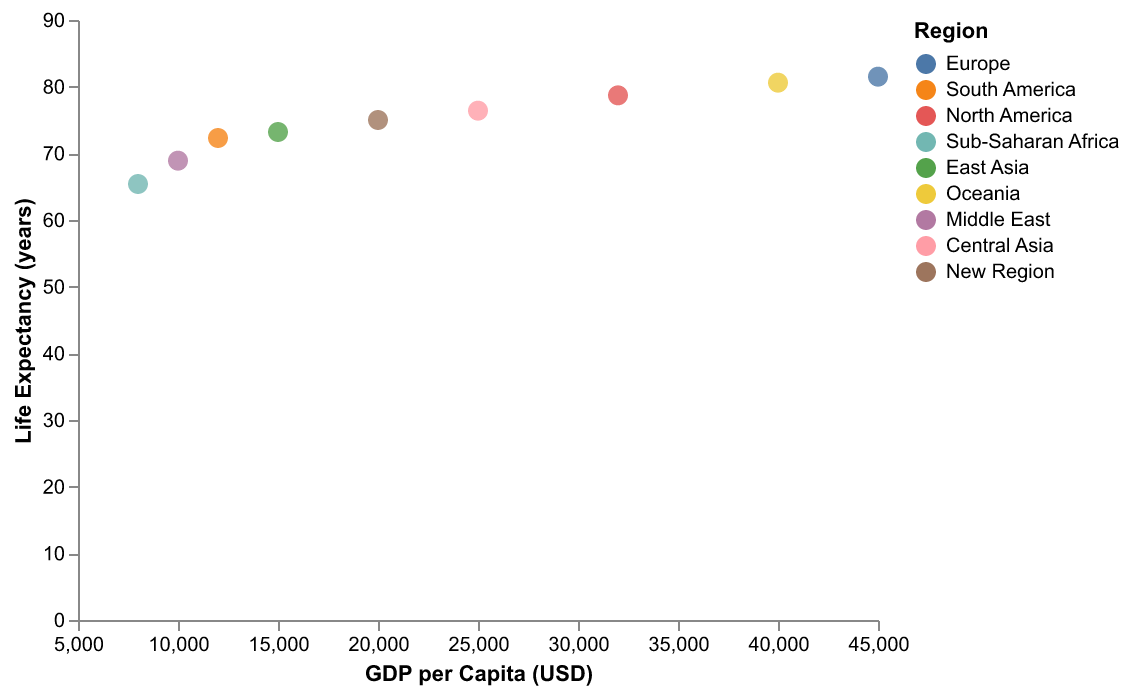 90
80
70
60
50
40
30
20
10
0
Life Expectancy (years)
5,000
10,000
15,000
20,000
25,000
30,000
35,000
40,000
45,000
GDP per Capita (USD)
Region
Europe
South America
North America
Sub-Saharan Africa
East Asia
Oceania
Middle East
Central Asia
New Region